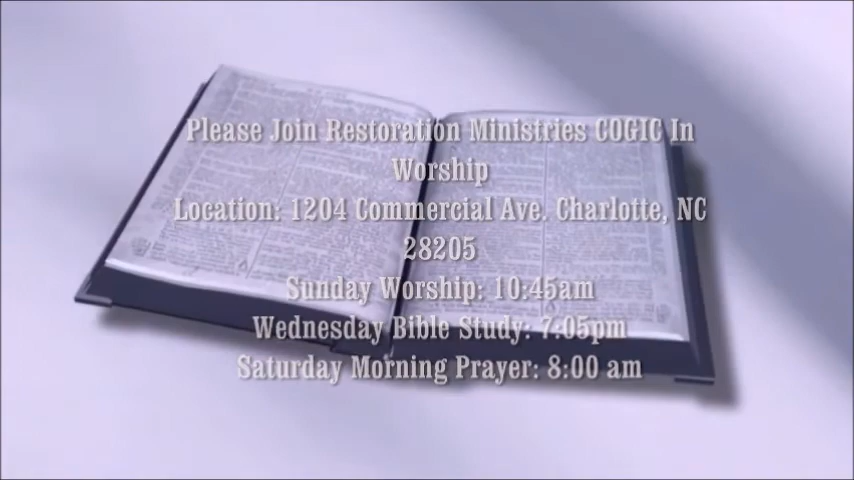 Please Join Restoration Ministries COGIC In
Worship
Location: 1204 Commercial Ave. Charlotte, NC
28205
Sunday Worship: 10:45am
Wednesday Bible Study: 7:05pm
Saturday Morning Prayer: 8:00 am